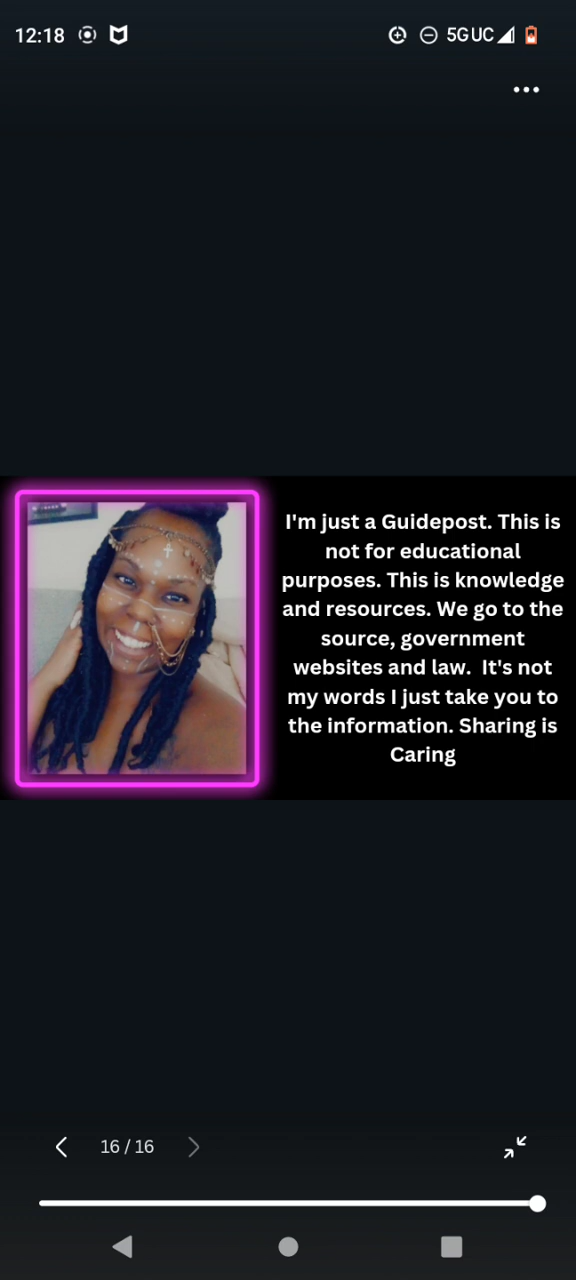 12:18
5G UC
I'm just a Guidepost. This is
not for educational
purposes. This is knowledge
and resources. We go to the
source, government
websites and law.  It's not
my words I just take you to
the information. Sharing is
Caring
16 / 16